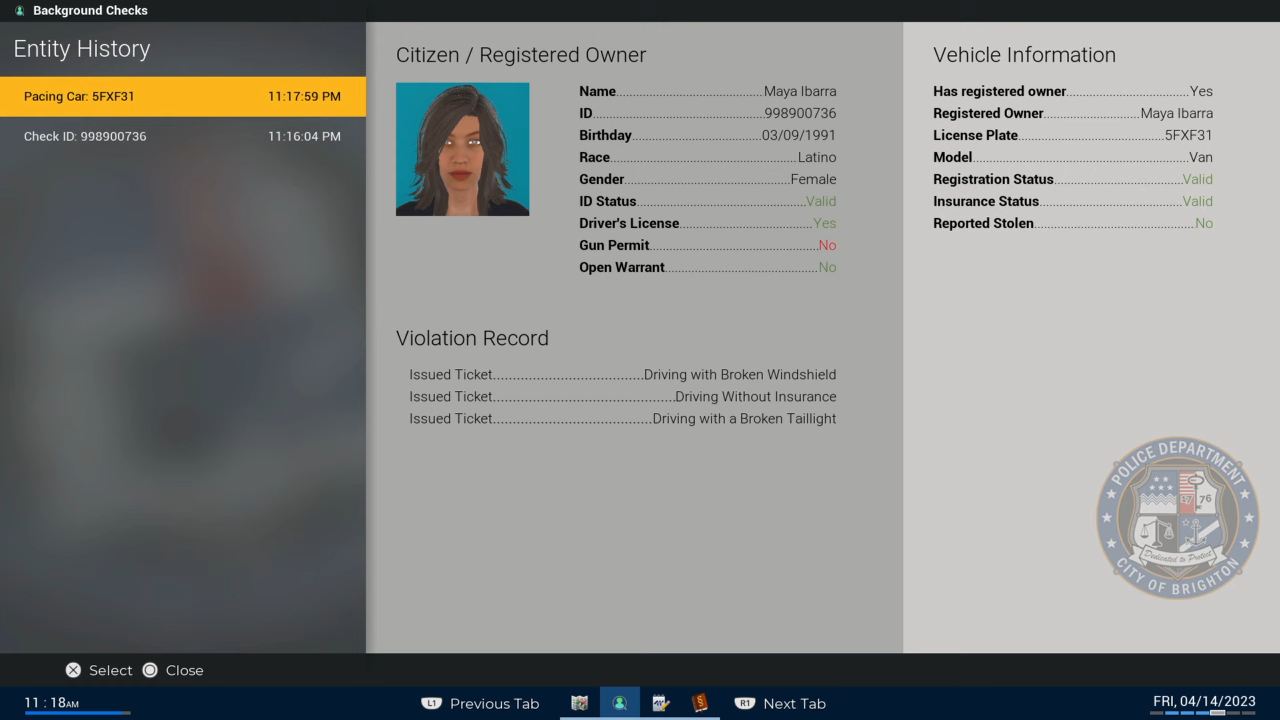 Background Checks
Entity History
Pacing Car: 5FXF31 11:17:59 PM
Check ID: 998900736 11:16:04 PM
Citizen / Registered Owner
Name Maya Ibarra
ID 998900736
Birthday 03/09/1991
Race Latino
Gender Female
ID Status Valid
Driver's License Yes
Gun Permit No
Open Warrant No
Violation Record
Issued Ticket Driving with Broken Windshield
Issued Ticket Driving Without Insurance
Issued Ticket Driving with a Broken Taillight
Vehicle Information
Has registered owner Yes
Registered Owner Maya Ibarra
License Plate 5FXF31
Model Van
Registration Status Valid
Insurance Status Valid
Reported Stolen No
POLICE DEPARTMENT
17 76
Dedicated to Protect
CITY OF BRIGHTON
Select Close
11 : 18AM
L1 Previous Tab
R1 Next Tab
FRI, 04/14/2023